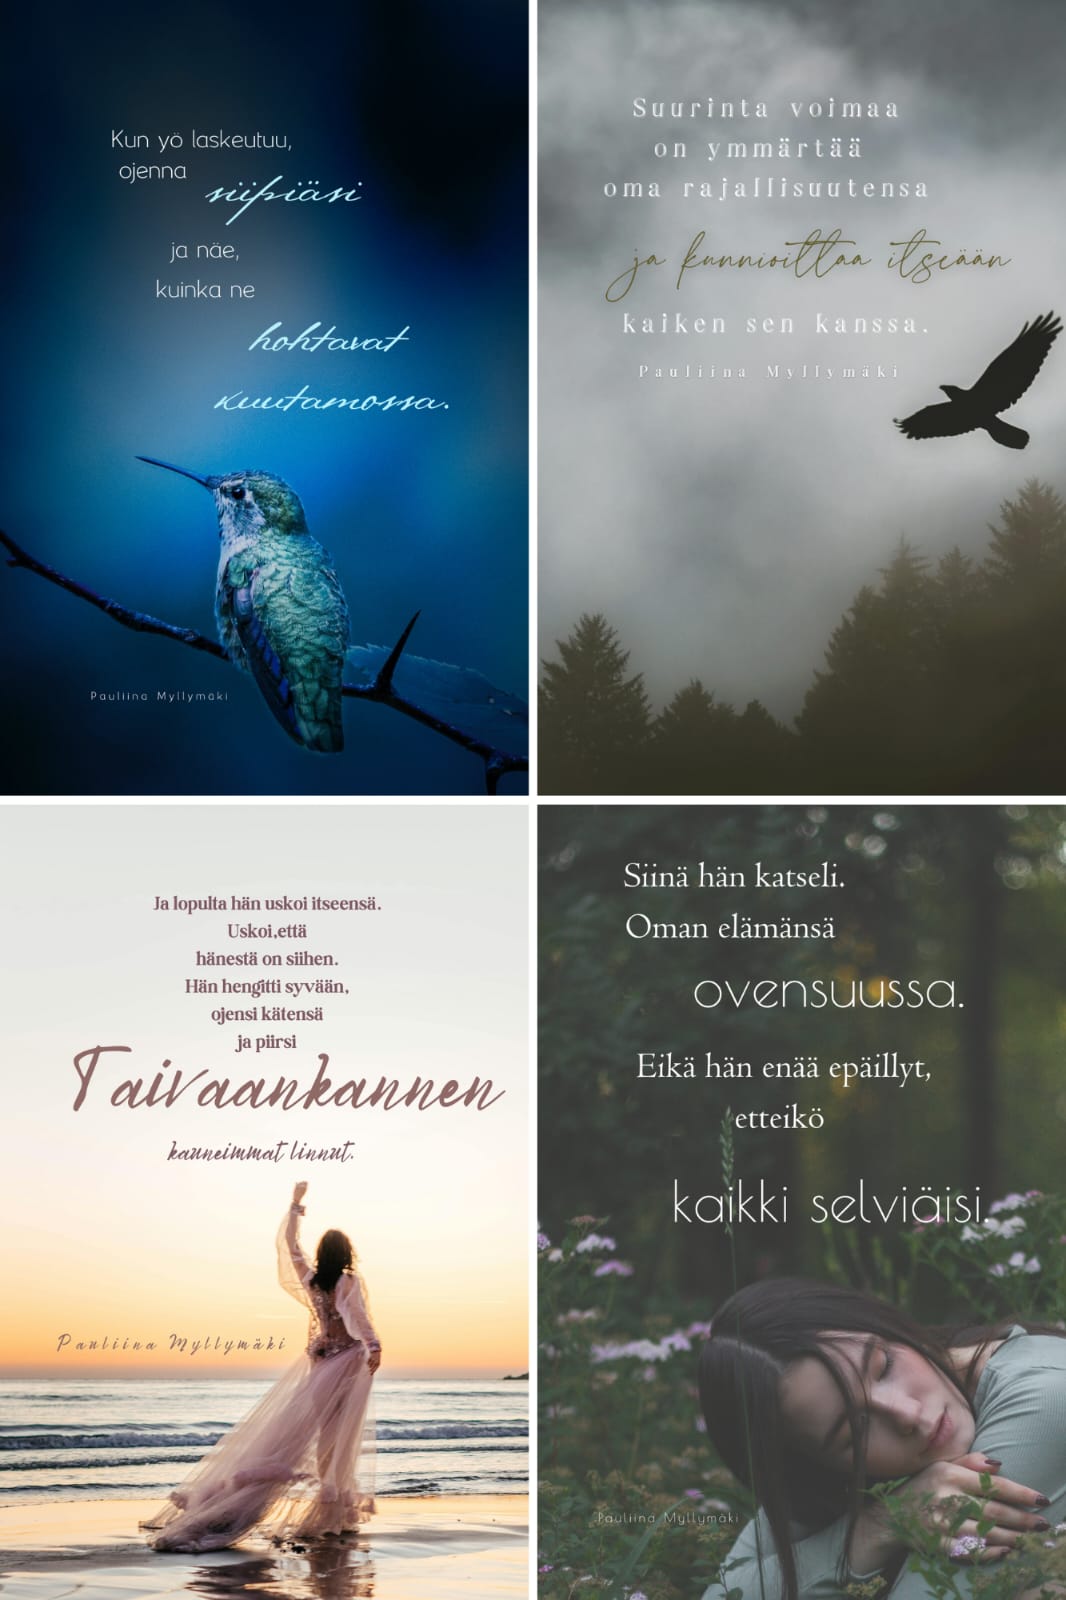 Kun yö laskeutuu,
ojenna
siipiäsi
ja näe,
kuinka ne
hohtavat
kuutamossa.
Pauliina Myllymäki
Suurinta voimaa
on ymmärtää
oma rajallisuutensa
ja kunnioittaa itseään
kaiken sen kanssa.
Pauliina Myllymäki
Ja lopulta hän uskoi itseensä.
Uskoi,että
hänestä on siihen.
Hän hengitti syvään,
ojensi kätensä
ja piirsi
Taivaankannen
kauneimmat linnut.
Pauliina Myllymäki
Siinä hän katseli.
Oman elämänsä
ovensuussa.
Eikä hän enää epäillyt,
etteikö
kaikki selviäisi.
Pauliina Myllymäki